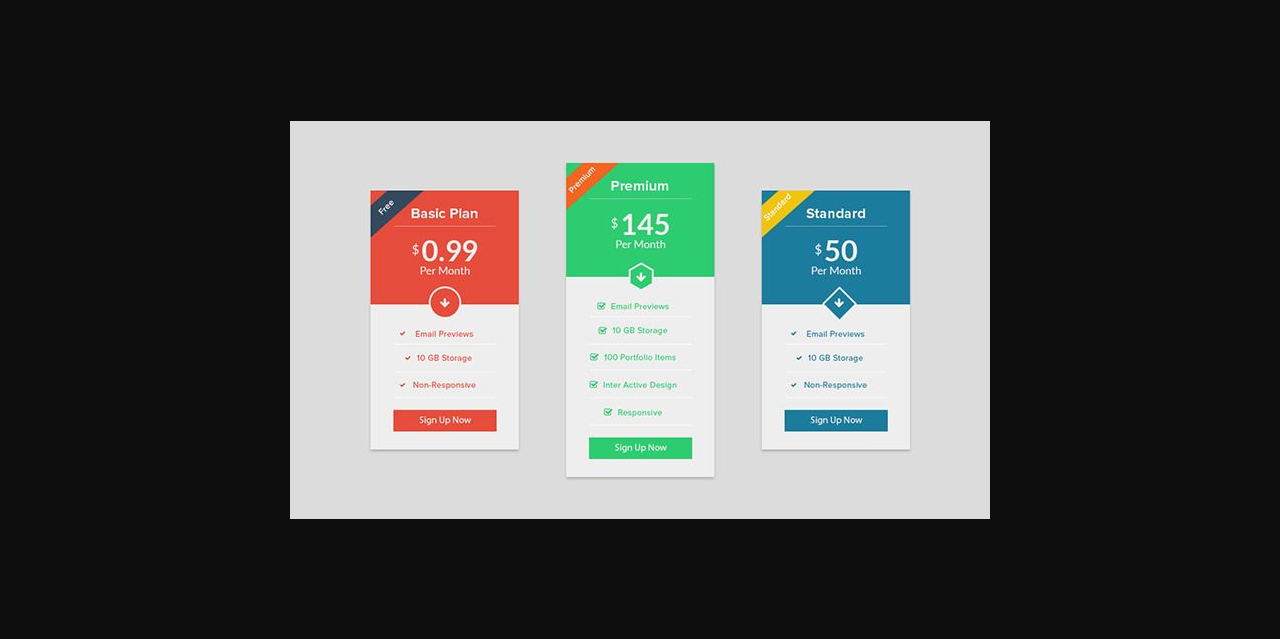 Free
Basic Plan
$0.99
Per Month
Email Previews
10 GB Storage
Non-Responsive
Sign Up Now
Premium
Premium
$145
Per Month
Email Previews
10 GB Storage
100 Portfolio Items
Inter Active Design
Responsive
Sign Up Now
Standard
Standard
$50
Per Month
Email Previews
10 GB Storage
Non-Responsive
Sign Up Now